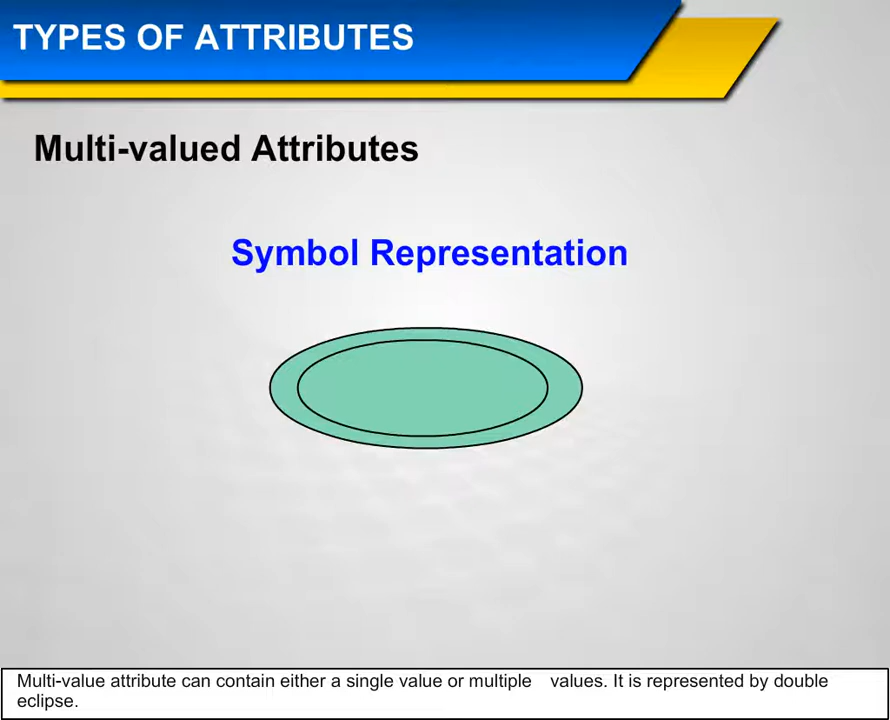 TYPES OF ATTRIBUTES
Multi-valued Attributes
Symbol Representation
Multi-value attribute can contain either a single value or multiple values. It is represented by double
eclipse.